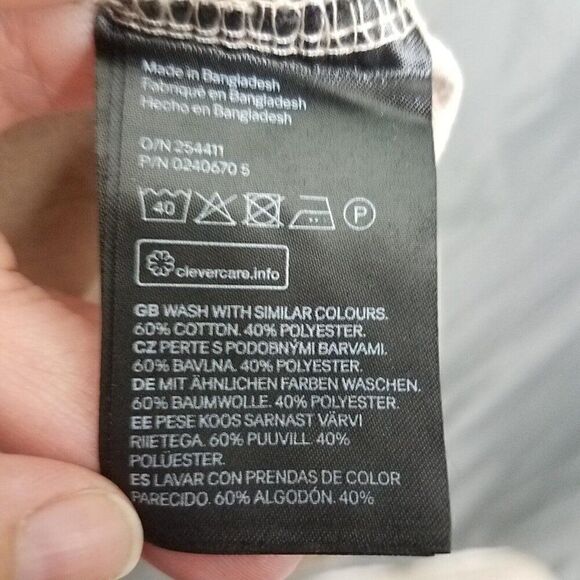 Made in Bangladesh
Fabriqué en Bangladesh
Hecho en Bangladesh
O/N 254411
P/N 0240670 5
40
P
clevercare.info
GB WASH WITH SIMILAR COLOURS.
60% COTTON. 40% POLYESTER.
CZ PERTE S PODOBNÝMI BARVAMI.
60% BAVLNA. 40% POLYESTER.
DE MIT ÄHNLICHEN FARBEN WASCHEN.
60% BAUMWOLLE. 40% POLYESTER.
EE PESE KOOS SARNAST VÄRVI
RIIETEGA. 60% PUUVILL. 40%
POLÜESTER.
ES LAVAR CON PRENDAS DE COLOR
PARECIDO. 60% ALGODÓN. 40%